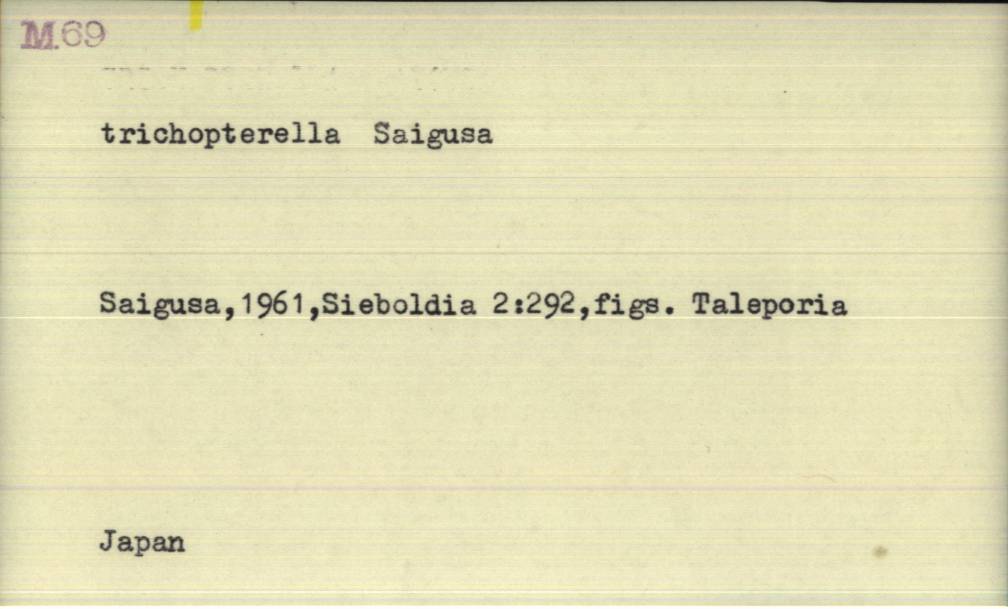 M.69
trichopterella Saigusa
Saigusa,1961,Sieboldia 2:292,figs. Taleporia
Japan